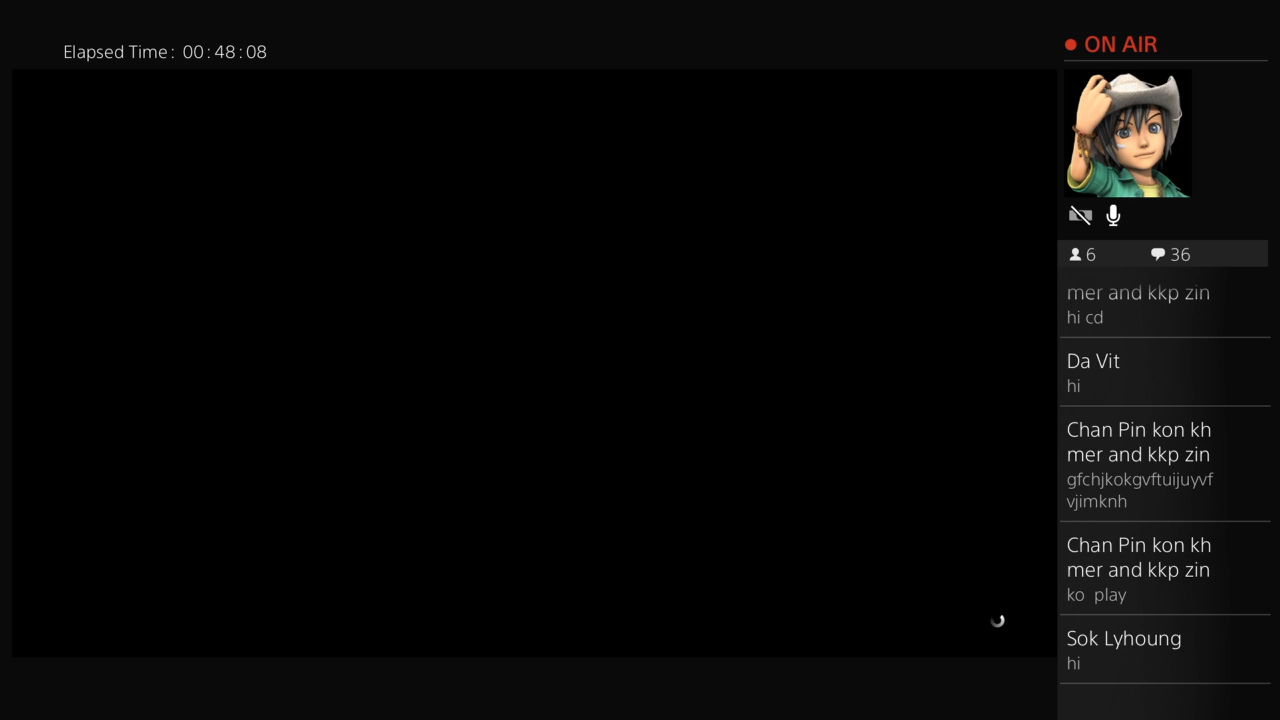 Elapsed Time: 00:48:08
ON AIR
6 36
mer and kkp zin
hi cd
Da Vit
hi
Chan Pin kon kh
mer and kkp zin
gfchjkokgvftuijuyvf
vjimknh
Chan Pin kon kh
mer and kkp zin
ko play
Sok Lyhoung
hi